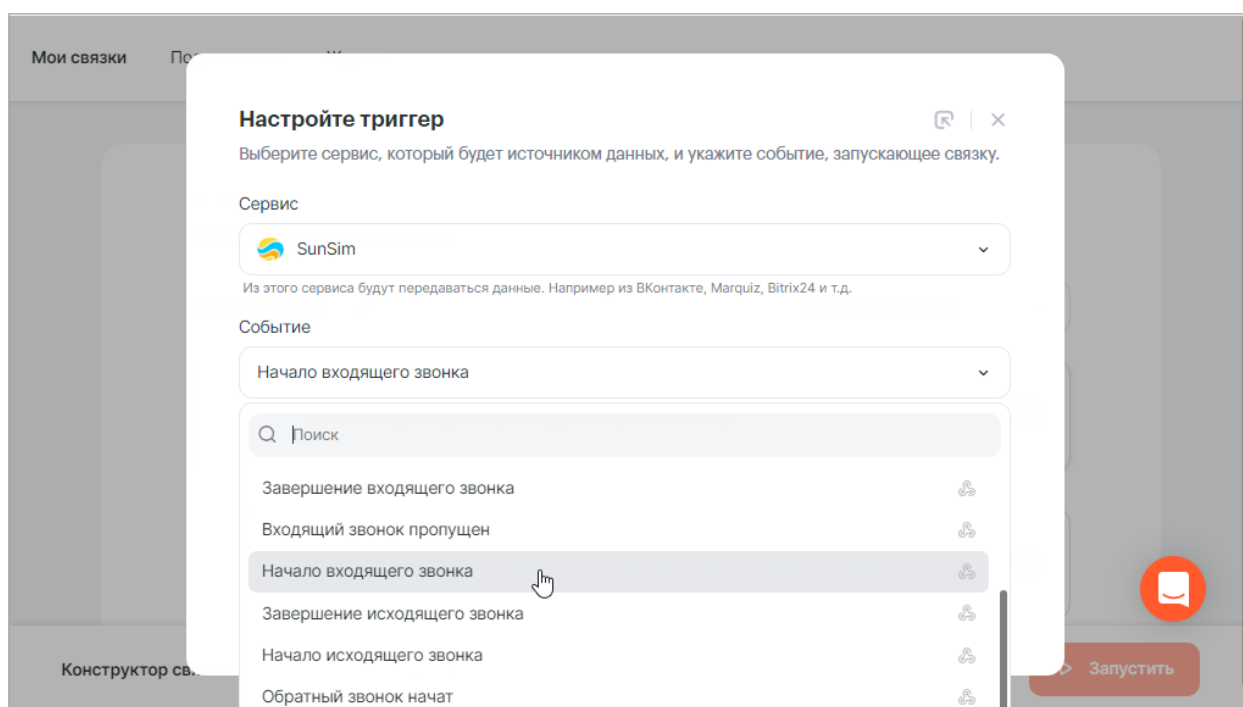 Мои связки
Настройте триггер
Выберите сервис, который будет источником данных, и укажите событие, запускающее связку.
Сервис
SunSim
Из этого сервиса будут передаваться данные. Например из ВКонтакте, Marquiz, Bitrix24 и т.д.
Событие
Начало входящего звонка
Поиск
Завершение входящего звонка
Входящий звонок пропущен
Начало входящего звонка
Завершение исходящего звонка
Начало исходящего звонка
Конструктор
Запустить
Обратный звонок начат